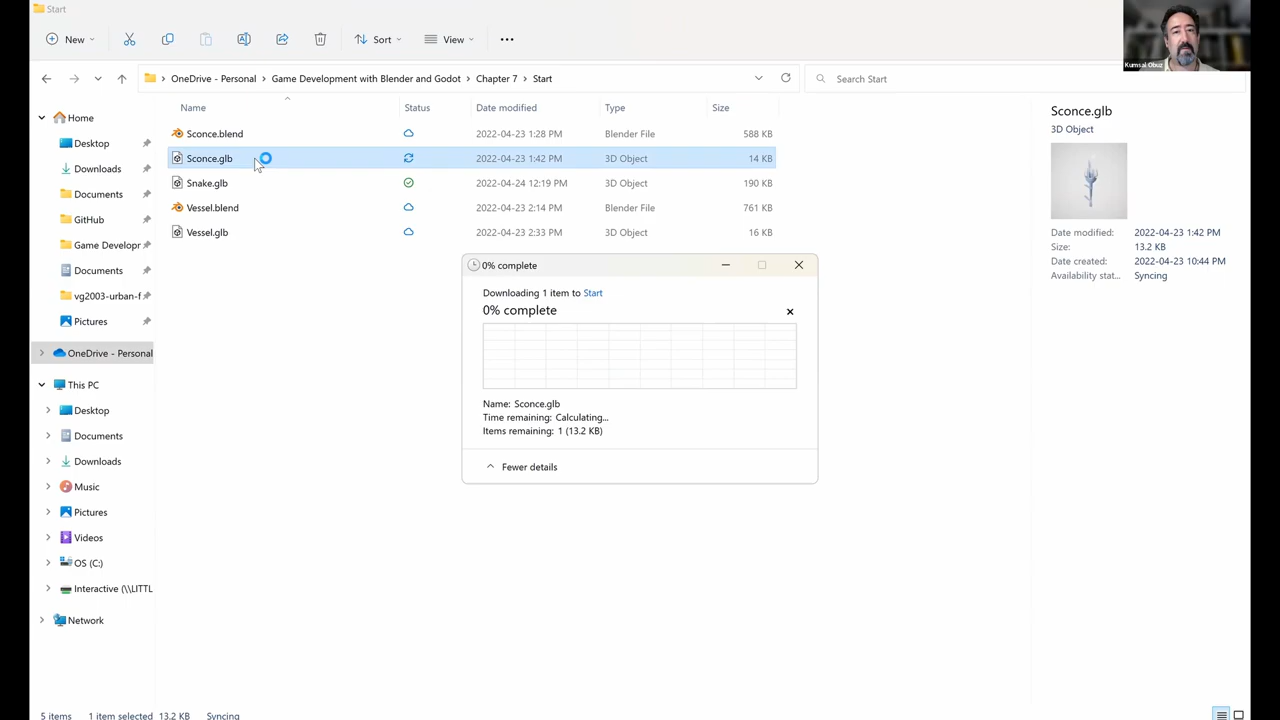 Start
New
Sort
View
Kumsal Obuz
OneDrive - Personal
Game Development with Blender and Godot
Chapter 7
Start
Search Start
Name
Status
Date modified
Type
Size
Sconce.blend
2022-04-23 1:28 PM
Blender File
588 KB
Sconce.glb
2022-04-23 1:42 PM
3D Object
14 KB
Snake.glb
2022-04-24 12:19 PM
3D Object
190 KB
Vessel.blend
2022-04-23 2:14 PM
Blender File
761 KB
Vessel.glb
2022-04-23 2:33 PM
3D Object
16 KB
Home
Desktop
Downloads
Documents
GitHub
Game Developr
Documents
vg2003-urban-f
Pictures
OneDrive - Personal
This PC
Desktop
Documents
Downloads
Music
Pictures
Videos
OS (C:)
Interactive (\\LITTL
Network
0% complete
Downloading 1 item to Start
0% complete
Name: Sconce.glb
Time remaining: Calculating...
Items remaining: 1 (13.2 KB)
Fewer details
Sconce.glb
3D Object
Date modified: 2022-04-23 1:42 PM
Size: 13.2 KB
Date created: 2022-04-23 10:44 PM
Availability stat... Syncing
5 items
1 item selected 13.2 KB
Syncing